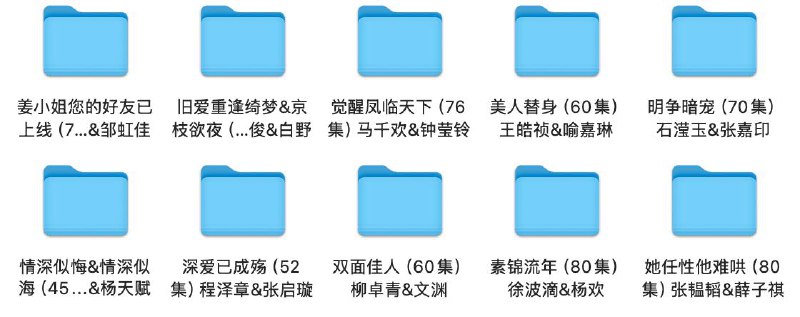 姜小姐您的好友已
上线 (7...&邹虹佳
旧爱重逢绮梦&京
枝欲夜 (...俊&白野
觉醒凤临天下 (76
集) 马千欢&钟莹铃
美人替身 (60集)
王皓祯&喻嘉琳
明争暗宠 (70集)
石滢玉&张嘉印
情深似悔&情深似
海 (45...&杨天赋
深爱已成殇 (52
集) 程泽章&张启璇
双面佳人 (60集)
柳卓青&文渊
素锦流年 (80集)
徐波滴&杨欢
她任性他难哄 (80
集) 张韫韬&薛子祺